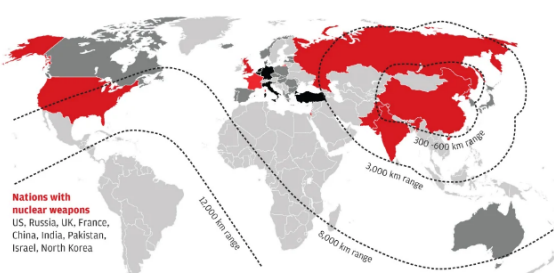 300 -600 km range
3,000 km range
12,000 km range
8,000 km range
Nations with
nuclear weapons
US, Russia, UK, France,
China, India, Pakistan,
Israel, North Korea